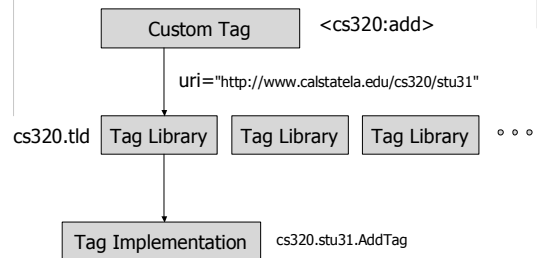 Custom Tag <cs320:add>
uri="http://www.calstatela.edu/cs320/stu31"
cs320.tld Tag Library Tag Library Tag Library
Tag Implementation cs320.stu31.AddTag